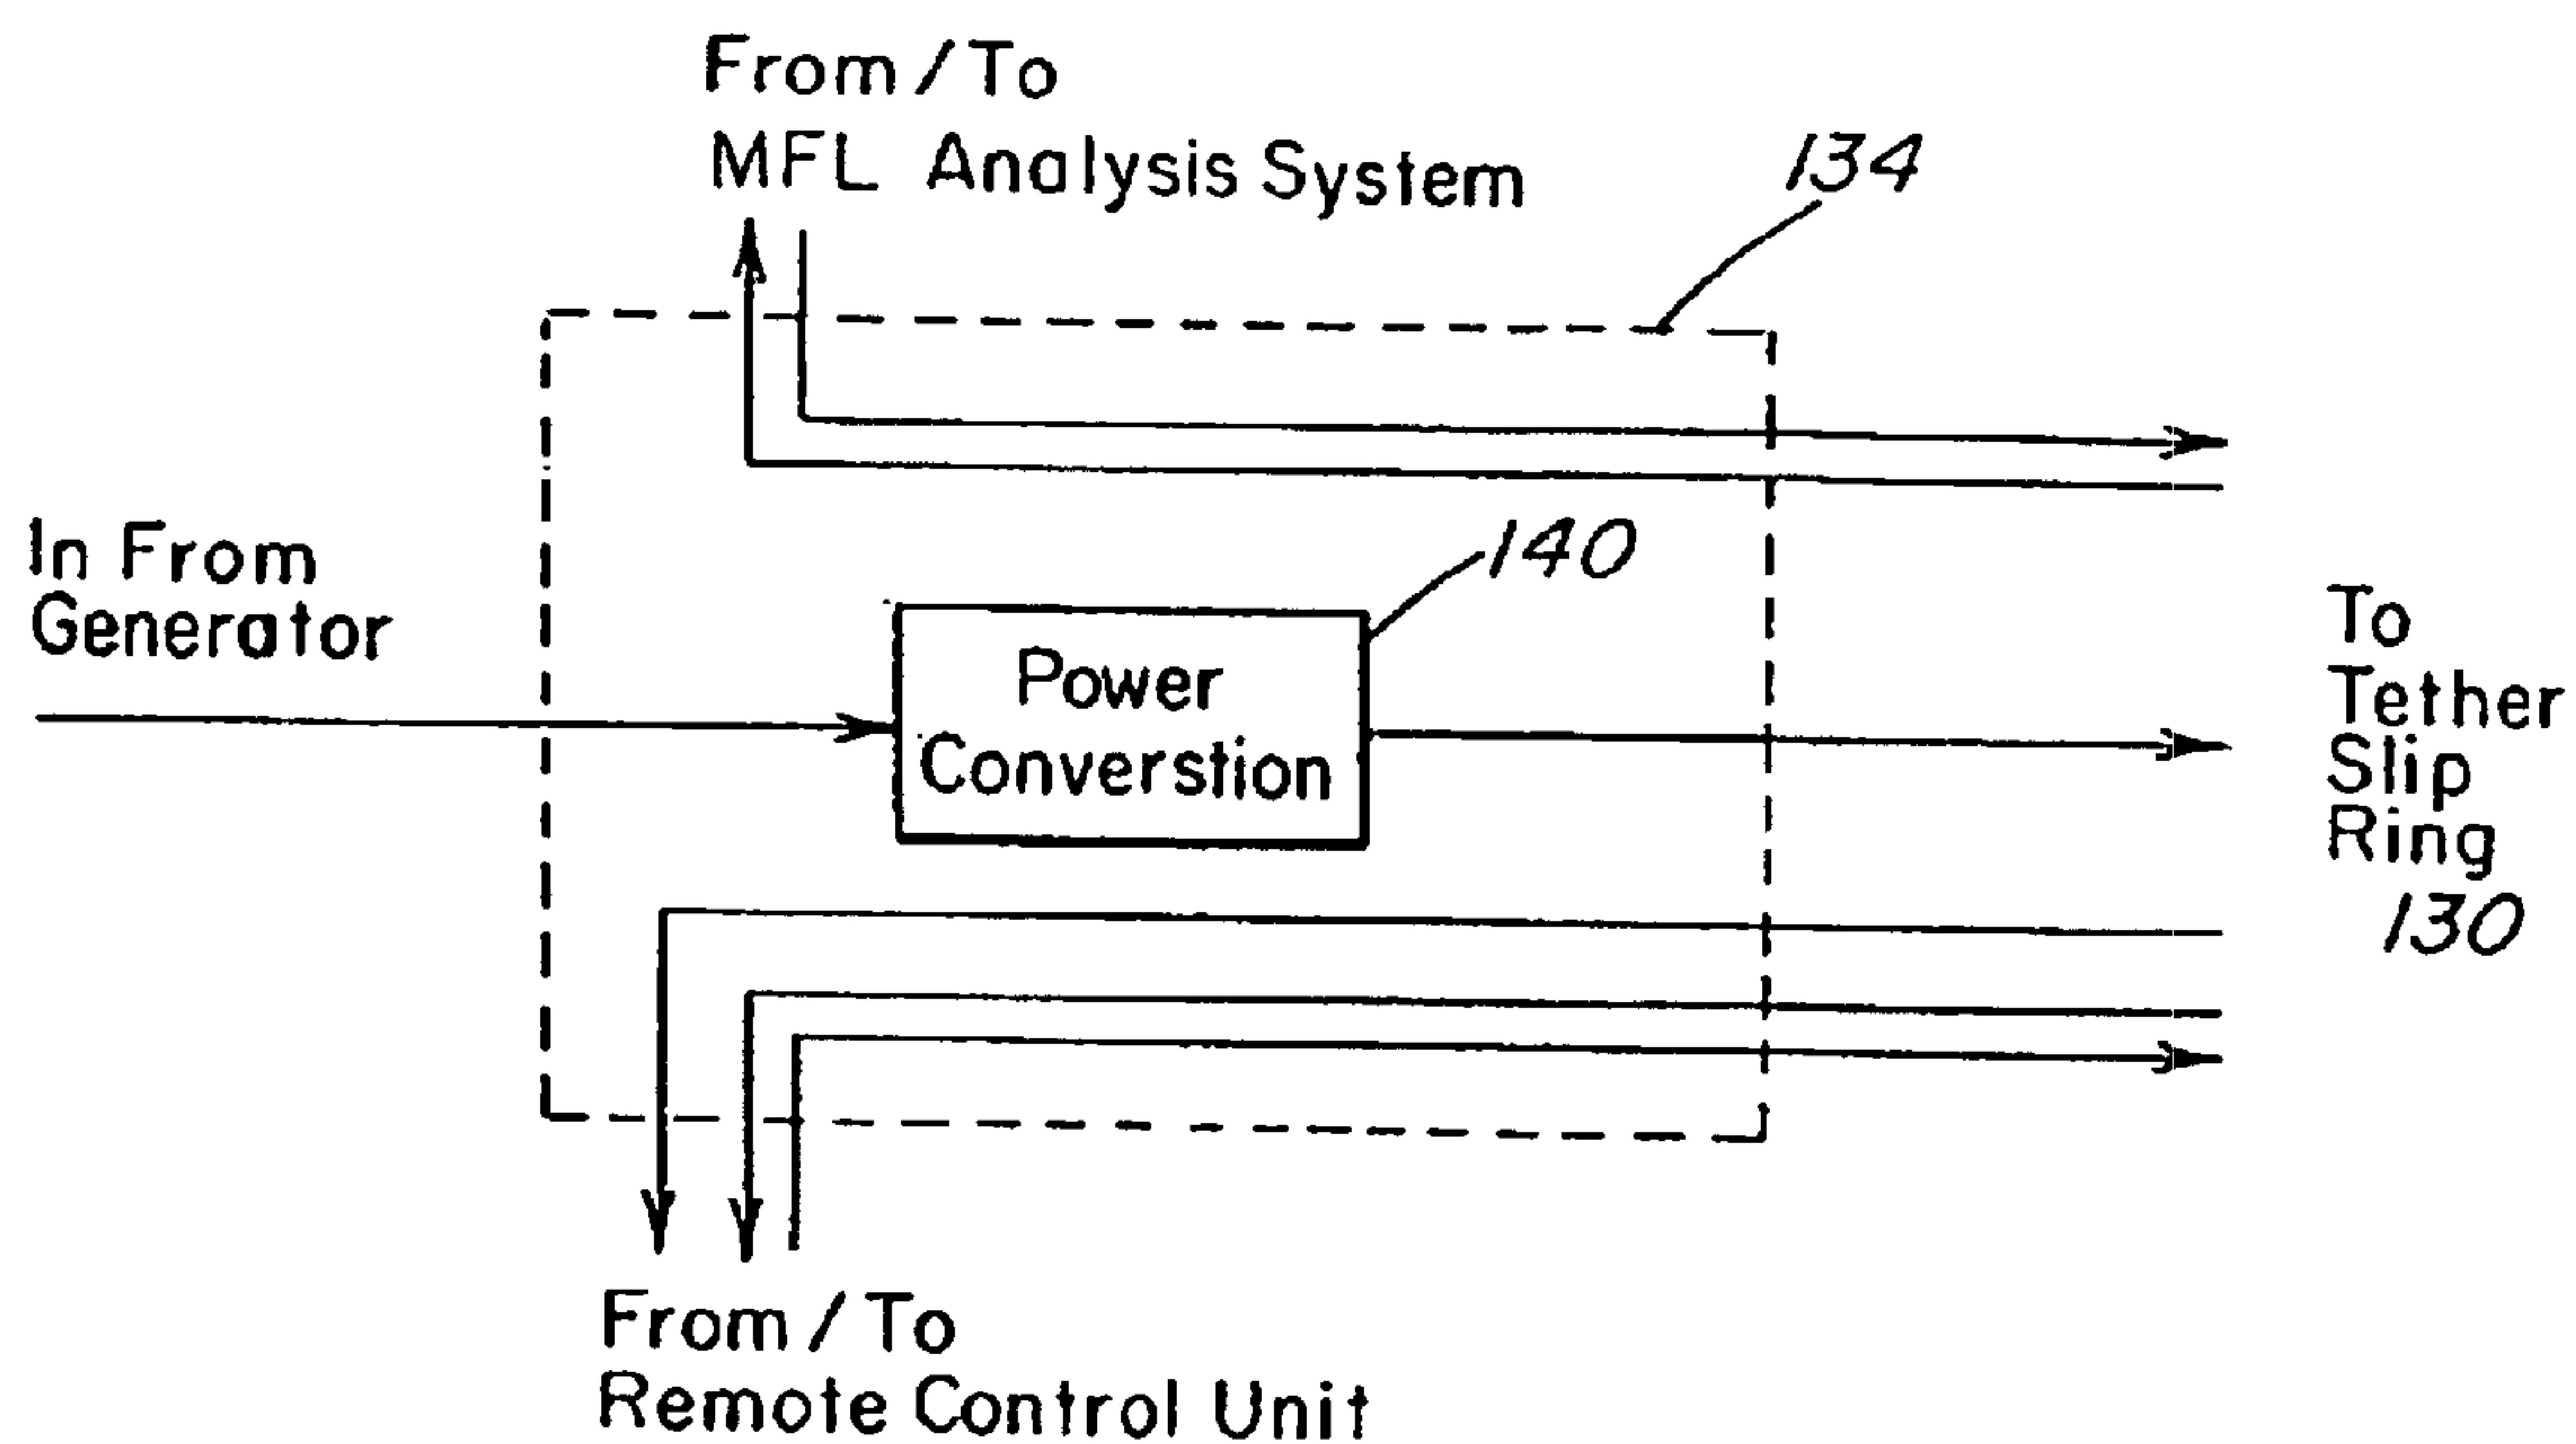 From / To
MFL Analysis System
134
In From
Generator
140
Power
Converstion
To
Tether
Slip
Ring
130
From / To
Remote Control Unit